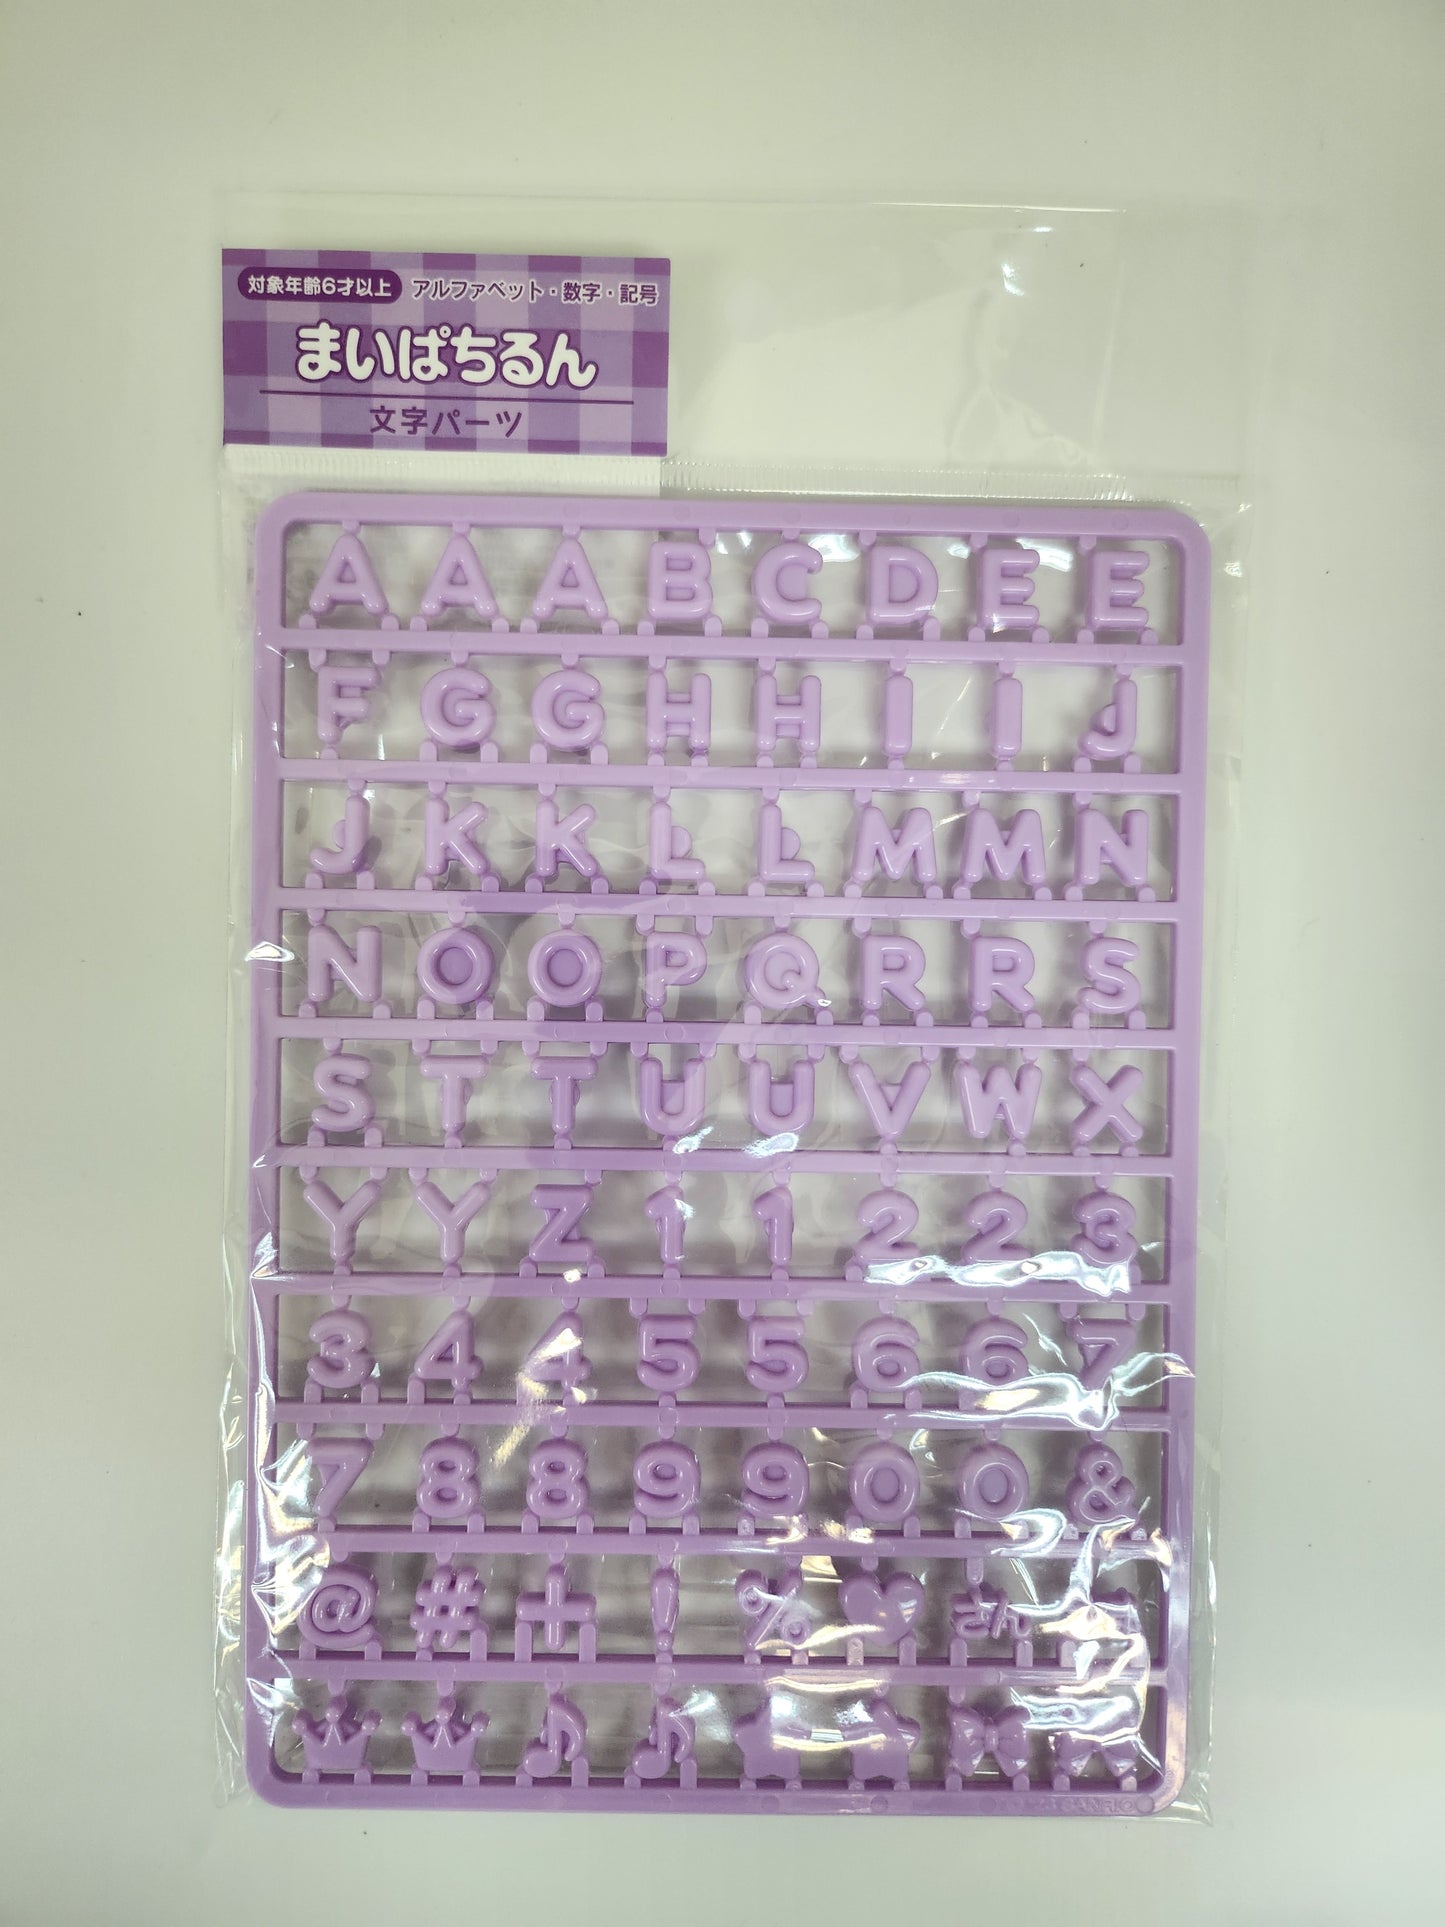 対象年齢6才以上 アルファベット・数字・記号
まいぱちるん
文字パーツ
A A A B C D E E
F G G H H I I J
J K K L L M M N
N O O P Q R R S
S T T U U V W X
Y Y Z 1 1 2 2 3
3 4 4 5 5 6 6 7
7 8 8 9 9 0 0 &
@ # + ! % ♥ さん
SANRIO